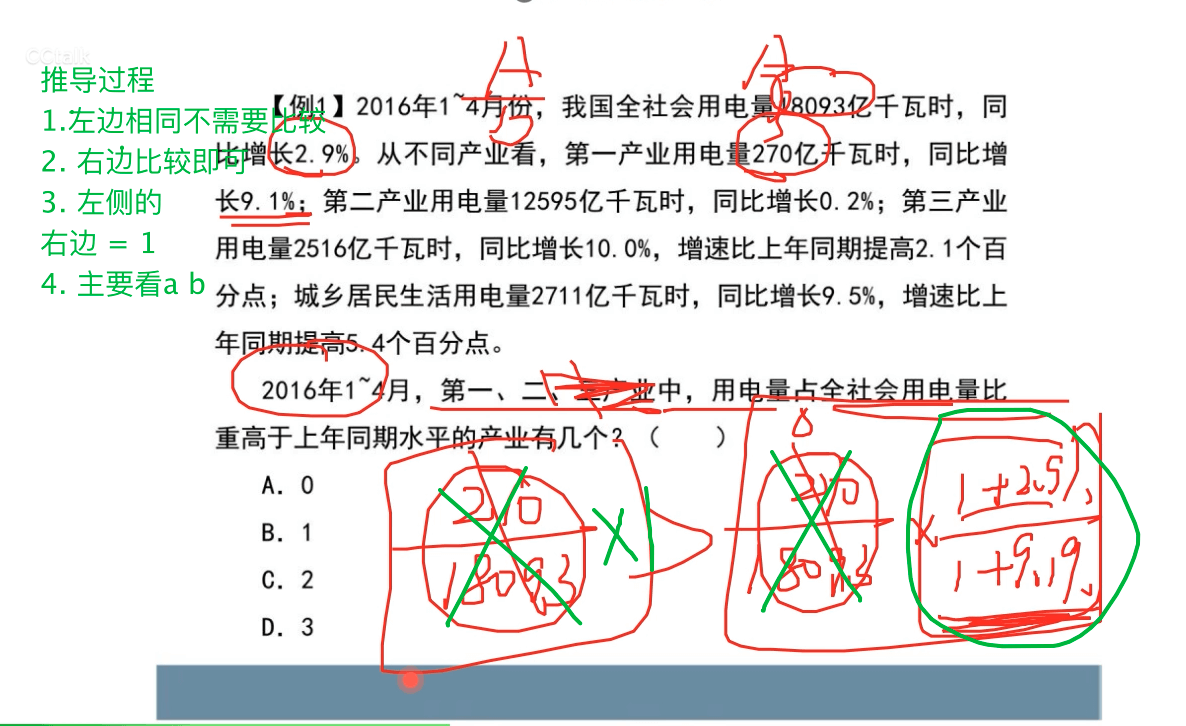 CCtalk
推导过程
1.左边相同不需要比较
2. 右边比较即可
3. 左侧的
右边 = 1
4. 主要看a b
A
B
A
B
【例1】2016年1~4月份，我国全社会用电量18093亿千瓦时，同
比增长2.9%。从不同产业看，第一产业用电量270亿千瓦时，同比增
长9.1%；第二产业用电量12595亿千瓦时，同比增长0.2%；第三产业
用电量2516亿千瓦时，同比增长10.0%，增速比上年同期提高2.1个百
分点；城乡居民生活用电量2711亿千瓦时，同比增长9.5%，增速比上
年同期提高5.4个百分点。
2016年1~4月，第一、二、三产业中，用电量占全社会用电量比
重高于上年同期水平的产业有几个？（　　）
A. 0
B. 1
C. 2
D. 3
270
18093
X 1
270
18093
X
1+2.9%
1+9.1%